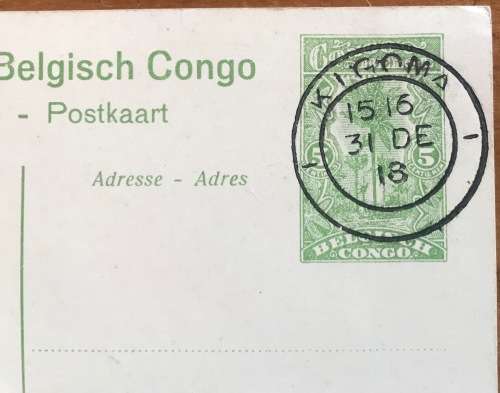 Belgisch Congo
- Postkaart
Adresse - Adres
KIGOMA
15 16
31 DE
18
5 5
BELGISCH
CONGO